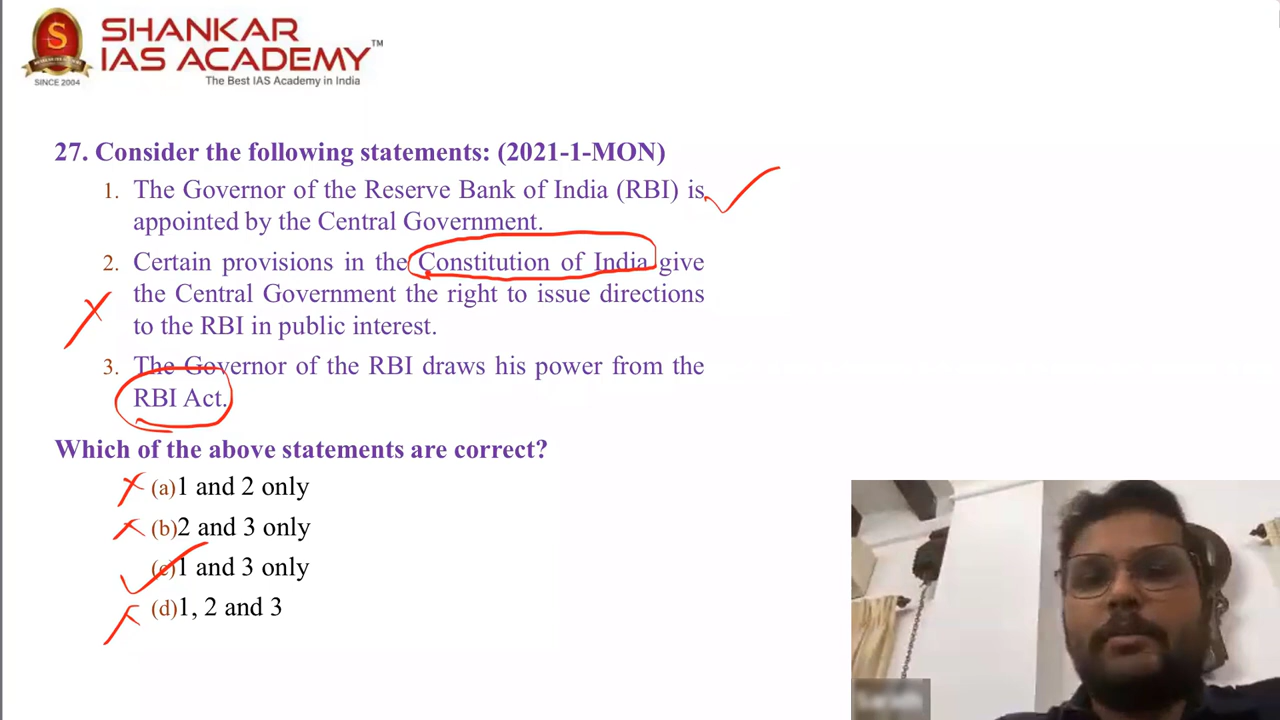 SHANKAR
IAS ACADEMY™
The Best IAS Academy in India
S
SINCE 2004
27. Consider the following statements: (2021-1-MON)
1. The Governor of the Reserve Bank of India (RBI) is
appointed by the Central Government.
2. Certain provisions in the Constitution of India give
the Central Government the right to issue directions
to the RBI in public interest.
3. The Governor of the RBI draws his power from the
RBI Act.
Which of the above statements are correct?
(a)1 and 2 only
(b)2 and 3 only
(c)1 and 3 only
(d)1, 2 and 3